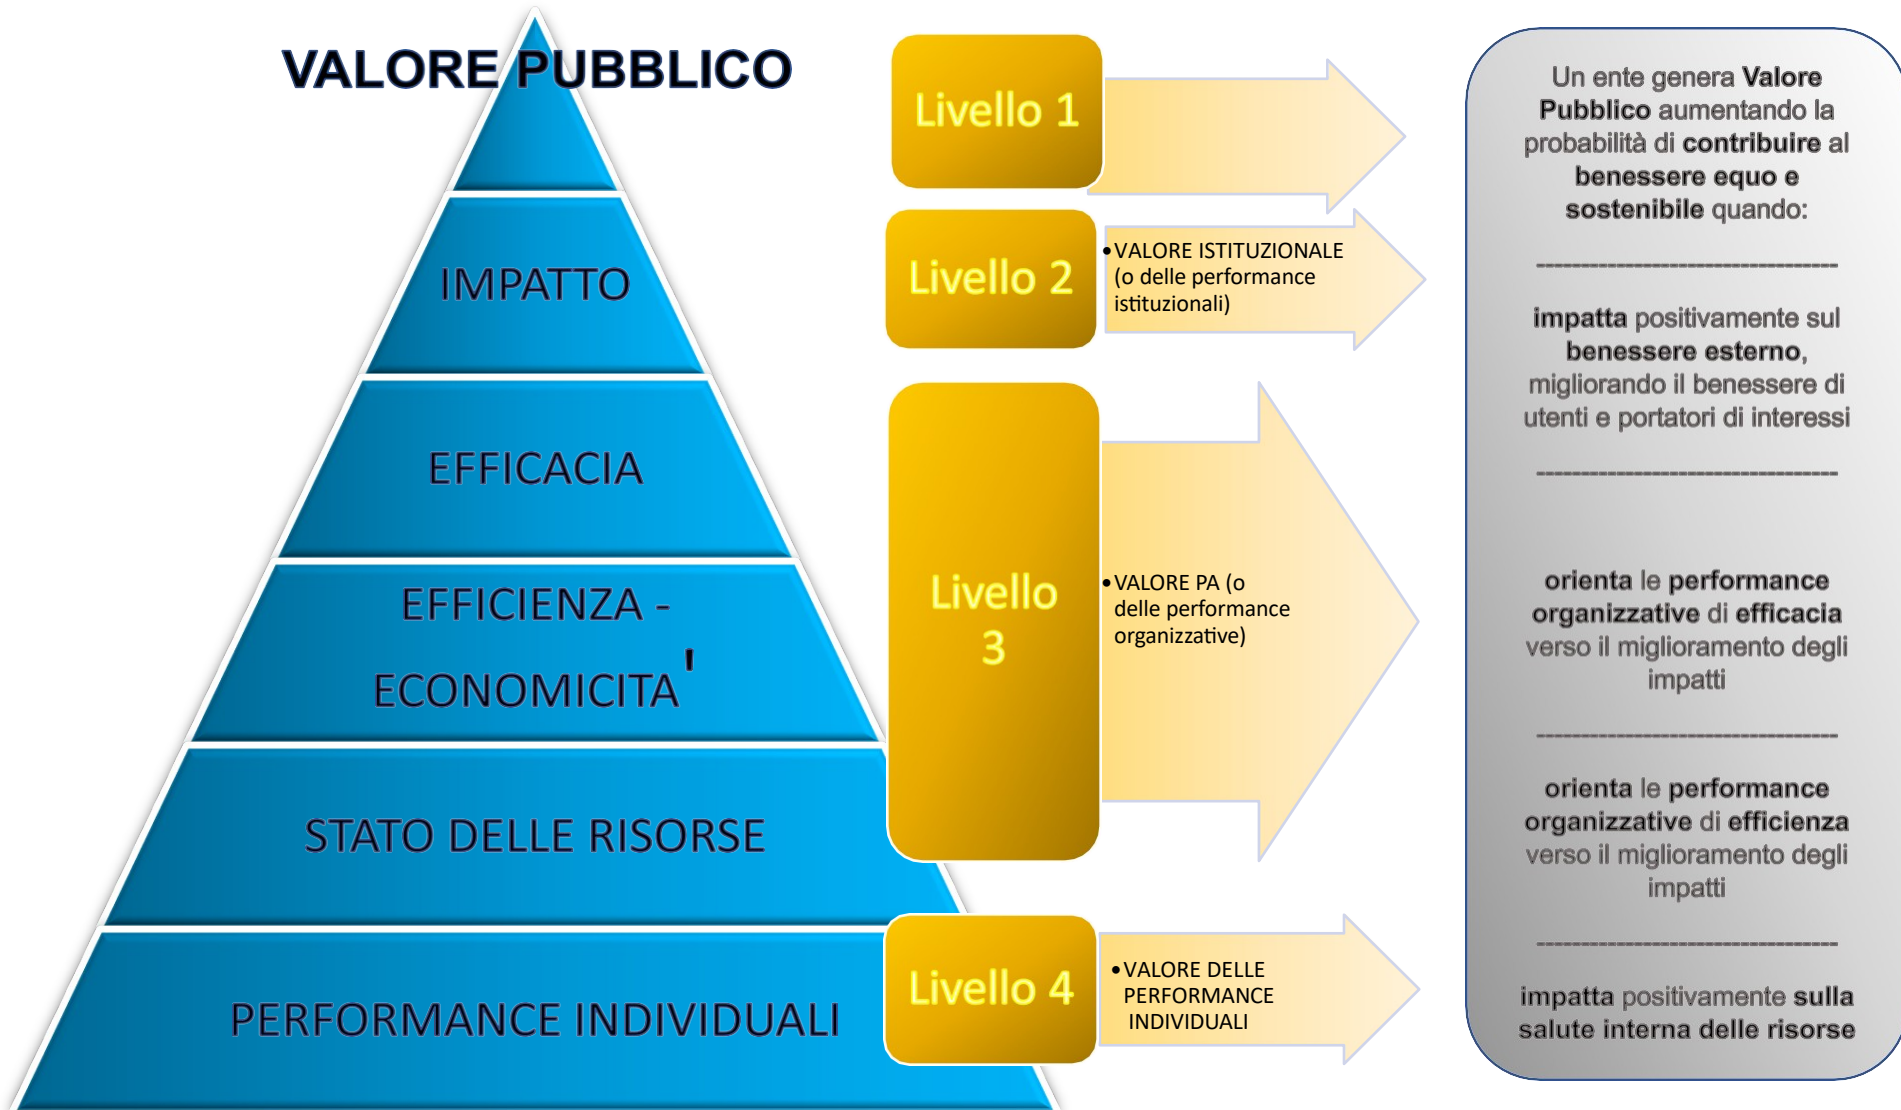 VALORE PUBBLICO
IMPATTO
EFFICACIA
EFFICIENZA -
ECONOMICITA'
STATO DELLE RISORSE
PERFORMANCE INDIVIDUALI
Livello 1
Livello 2
•VALORE ISTITUZIONALE
(o delle performance
istituzionali)
Livello
3
•VALORE PA (o
delle performance
organizzative)
Livello 4
•VALORE DELLE
PERFORMANCE
INDIVIDUALI
Un ente genera Valore
Pubblico aumentando la
probabilità di contribuire al
benessere equo e
sostenibile quando:
----------------------------------
impatta positivamente sul
benessere esterno,
migliorando il benessere di
utenti e portatori di interessi
----------------------------------
orienta le performance
organizzative di efficacia
verso il miglioramento degli
impatti
----------------------------------
orienta le performance
organizzative di efficienza
verso il miglioramento degli
impatti
----------------------------------
impatta positivamente sulla
salute interna delle risorse